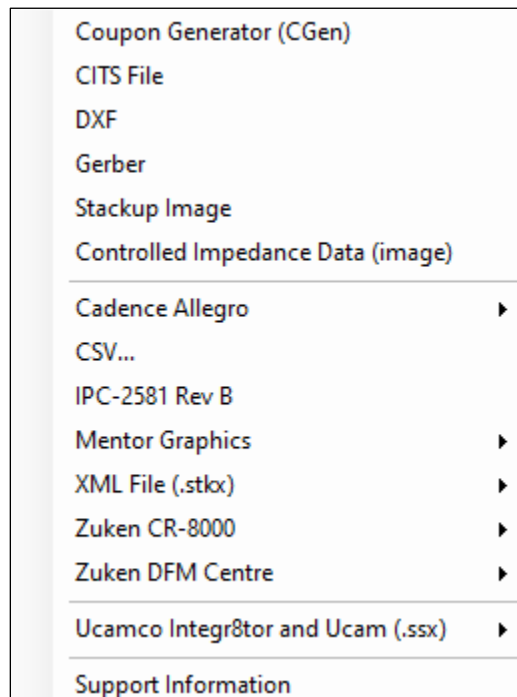 Coupon Generator (CGen)
CITS File
DXF
Gerber
Stackup Image
Controlled Impedance Data (image)
Cadence Allegro
CSV...
IPC-2581 Rev B
Mentor Graphics
XML File (.stkx)
Zuken CR-8000
Zuken DFM Centre
Ucamco Integr8tor and Ucam (.ssx)
Support Information